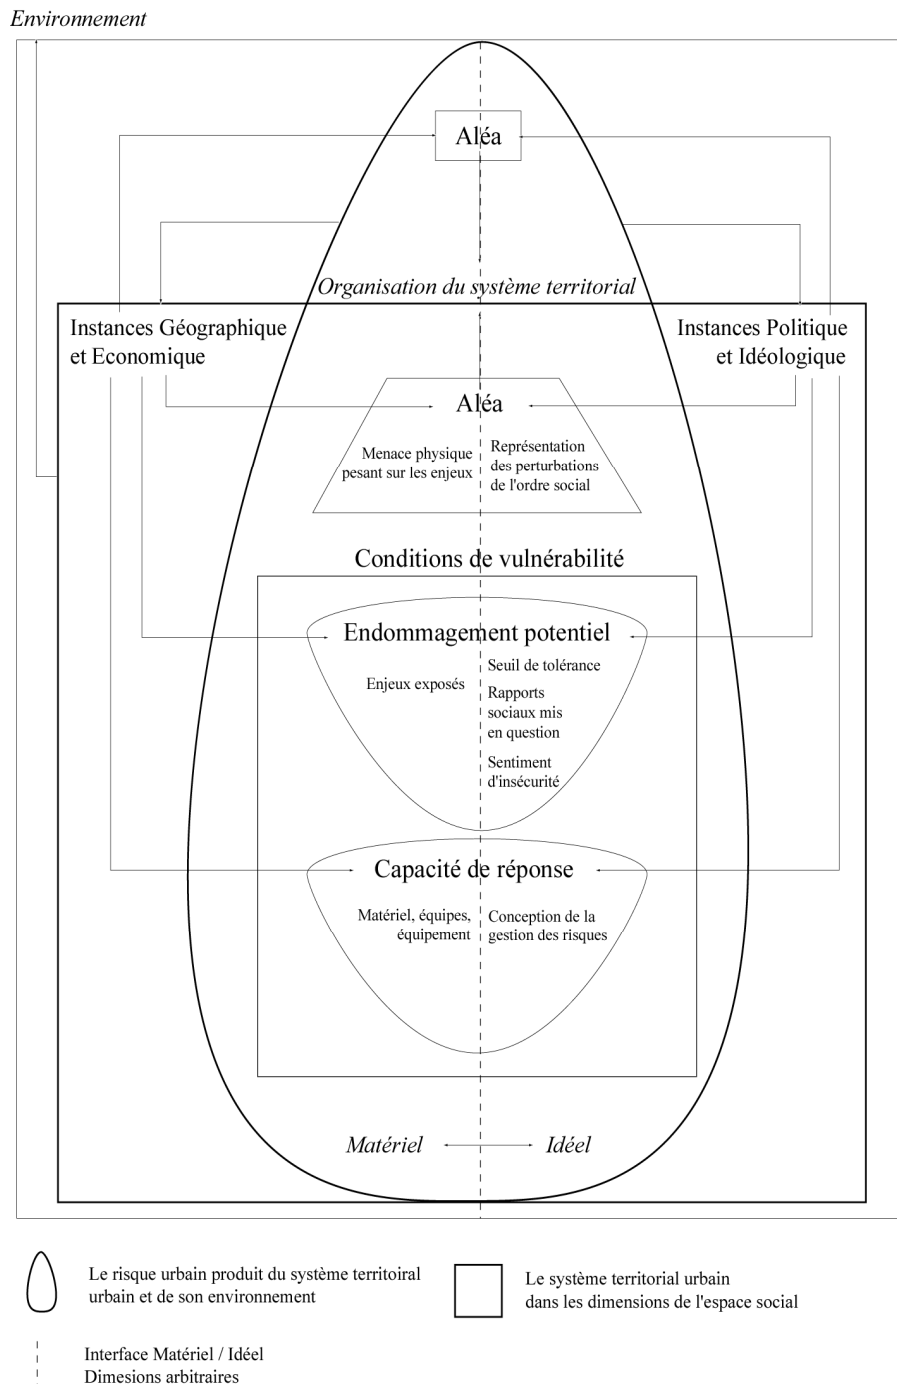 Environnement
Aléa
Organisation du système territorial
Instances Géographique
et Economique
Instances Politique
et Idéologique
Aléa
Menace physique
pesant sur les enjeux
Représentation
des perturbations
de l'ordre social
Conditions de vulnérabilité
Endommagement potentiel
Enjeux exposés
Seuil de tolérance
Rapports
sociaux mis
en question
Sentiment
d'insécurité
Capacité de réponse
Matériel, équipes,
équipement
Conception de la
gestion des risques
Matériel
Idéel
Le risque urbain produit du système territoiral
urbain et de son environnement
Le système territorial urbain
dans les dimensions de l'espace social
Interface Matériel / Idéel
Dimesions arbitraires